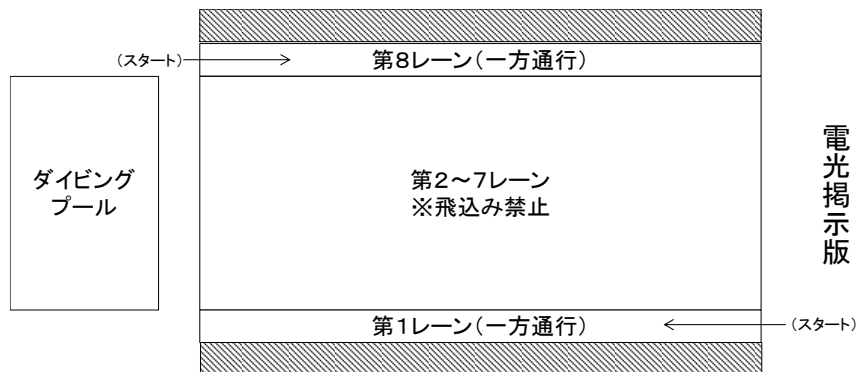 (スタート)
第8レーン(一方通行)
ダイビング
プール
第2～7レーン
※飛込み禁止
電光掲示版
第1レーン(一方通行)
(スタート)